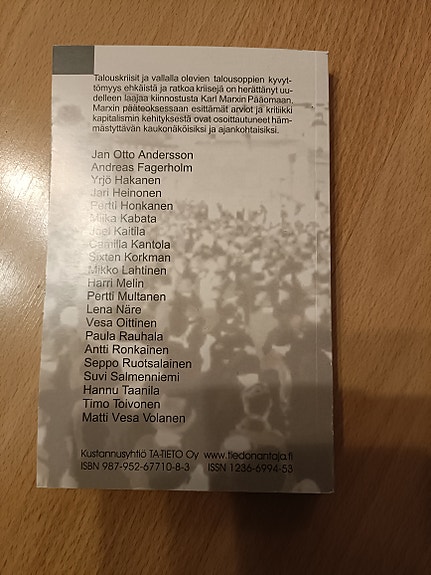 Talouskriisit ja vallalla olevien talousoppien kyvyt-
tömyys ehkäistä ja ratkoa kriisejä on herättänyt uu-
delleen laajaa kiinnostusta Karl Marxin Pääomaan.
Marxin pääteoksessaan esittämät arviot ja kritiikki
kapitalismin kehityksestä ovat osoittautuneet häm-
mästyttävän kaukonäköisiksi ja ajankohtaisiksi.
Jan Otto Andersson
Andreas Fagerholm
Yrjö Hakanen
Jari Heinonen
Pertti Honkanen
Miika Kabata
Joel Kaitila
Camilla Kantola
Sixten Korkman
Mikko Lahtinen
Harri Melin
Pertti Multanen
Lena Näre
Vesa Oittinen
Paula Rauhala
Antti Ronkainen
Seppo Ruotsalainen
Suvi Salmenniemi
Hannu Taanila
Timo Toivonen
Matti Vesa Volanen
Kustannusyhtiö TA-TIETO Oy www.tiedonantaja.fi
ISBN 987-952-67710-8-3 ISSN 1236-6994-53